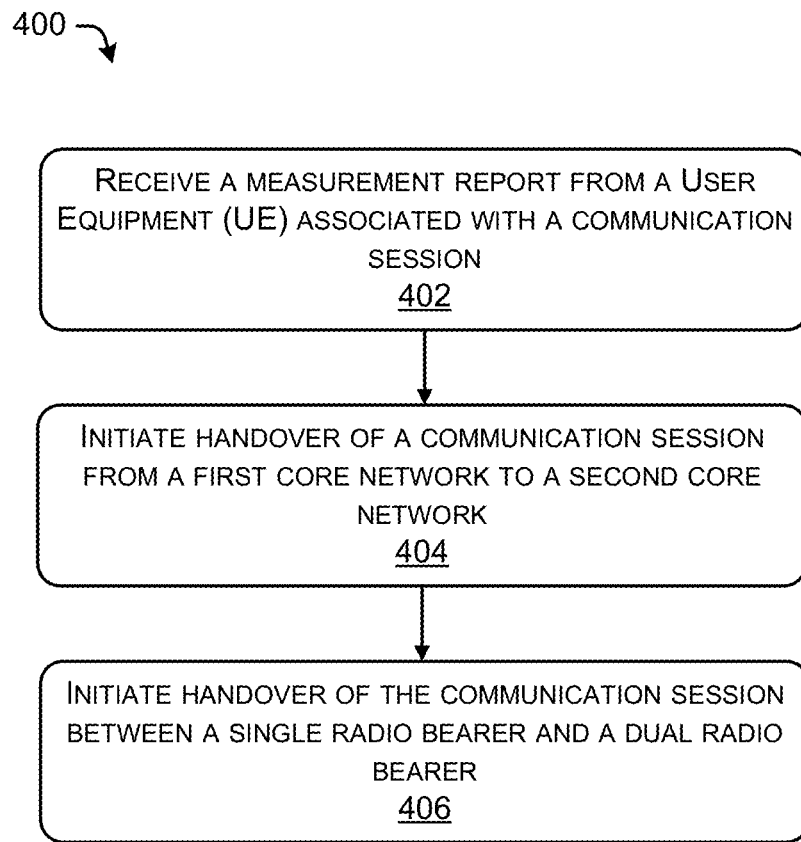 400
RECEIVE A MEASUREMENT REPORT FROM A USER
EQUIPMENT (UE) ASSOCIATED WITH A COMMUNICATION
SESSION
402
INITIATE HANDOVER OF A COMMUNICATION SESSION
FROM A FIRST CORE NETWORK TO A SECOND CORE
NETWORK
404
INITIATE HANDOVER OF THE COMMUNICATION SESSION
BETWEEN A SINGLE RADIO BEARER AND A DUAL RADIO
BEARER
406